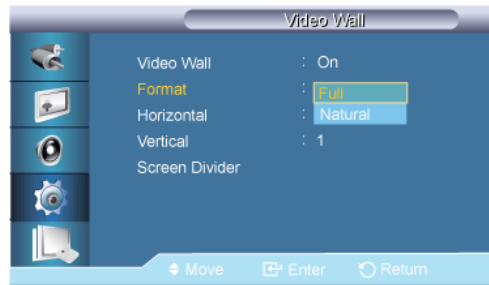 Video Wall
Video Wall : On
Format : Full
Horizontal : Natural
Vertical : 1
Screen Divider
Move Enter Return